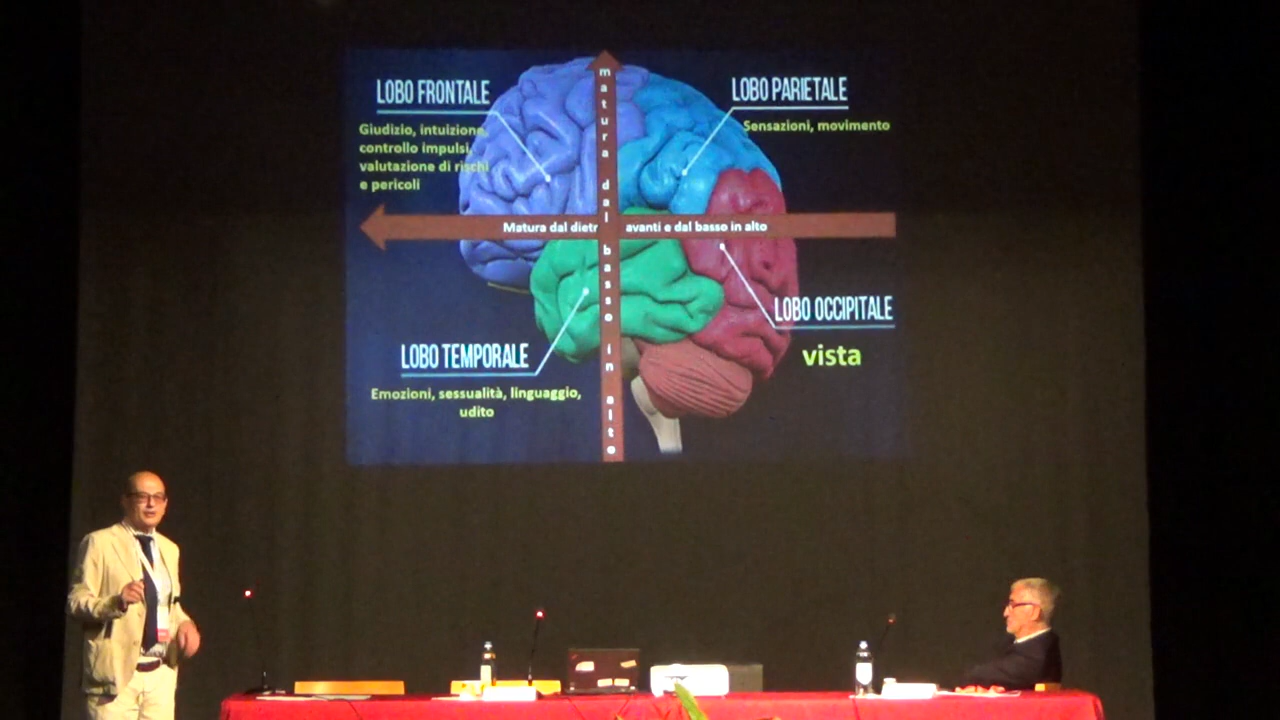 LOBO FRONTALE
Giudizio, intuizione,
controllo impulsi,
valutazione di rischi
e pericoli
LOBO PARIETALE
Sensazioni, movimento
matura dal basso in alto
Matura dal dietr avanti e dal basso in alto
LOBO OCCIPITALE
vista
LOBO TEMPORALE
Emozioni, sessualità, linguaggio,
udito